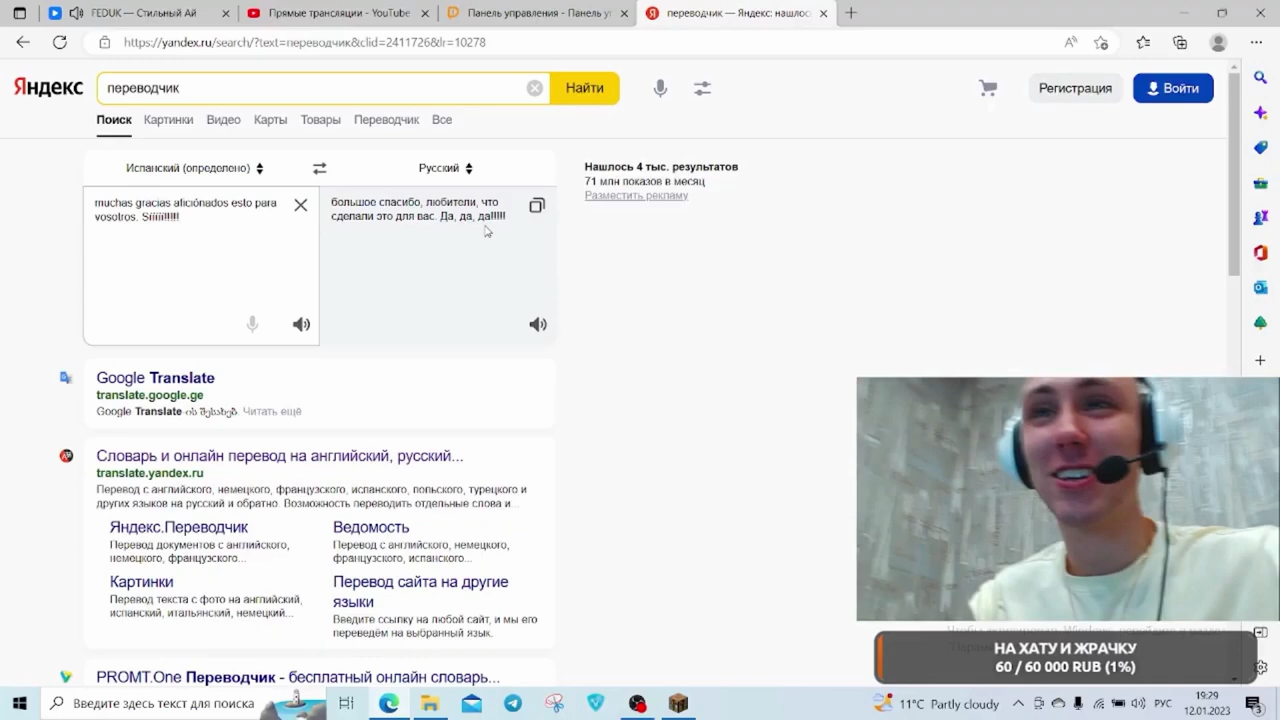 FEDUK — Стильный Ай
Прямые трансляции - YouTube
Панель управления - Панель уг
переводчик — Яндекс: нашлос
https://yandex.ru/search/?text=переводчик&clid=2411726&lr=10278
Яндекс
переводчик
Найти
Регистрация
Войти
Поиск Картинки Видео Карты Товары Переводчик Все
Испанский (определено)
Русский
Нашлось 4 тыс. результатов
71 млн показов в месяц
Разместить рекламу
muchas gracias aficiónados esto para
vosotros. Siííííí!!!!!
большое спасибо, любители, что
сделали это для вас. Да, да, да!!!!!
Google Translate
translate.google.ge
Google Translate-ის შესახებ. Читать ещё
Словарь и онлайн перевод на английский, русский...
translate.yandex.ru
Перевод с английского, немецкого, французского, испанского, польского, турецкого и
других языков на русский и обратно. Возможность переводить отдельные слова и...
Яндекс.Переводчик
Перевод документов с английского,
немецкого, французского...
Ведомость
Перевод с английского, немецкого,
французского, испанского...
Картинки
Перевод текста с фото на английский,
испанский, итальянский, немецкий...
Перевод сайта на другие
языки
Введите ссылку на любой сайт, и мы его
переведём на выбранный язык.
PROMT.One Переводчик - бесплатный онлайн словарь...
НА ХАТУ И ЖРАЧКУ
60 / 60 000 RUB (1%)
Введите здесь текст для поиска
11°C Partly cloudy
РУС
19:29
12.01.2023
3